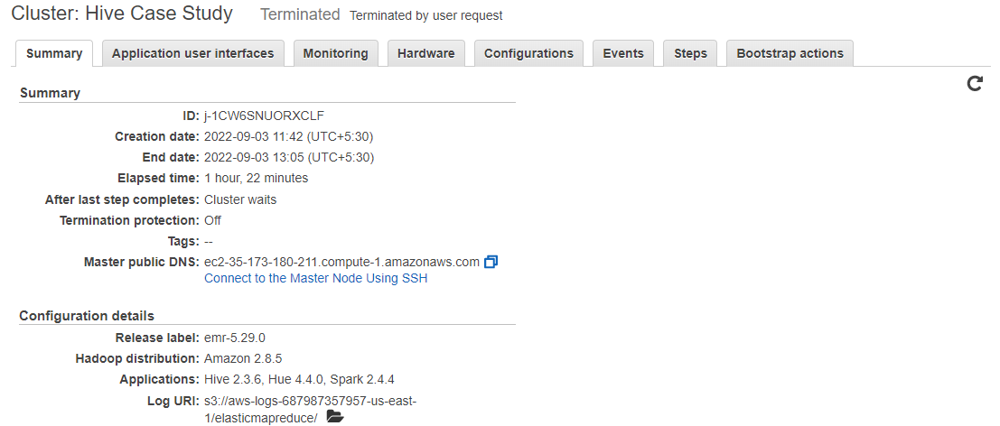 Cluster: Hive Case Study Terminated Terminated by user request
Summary Application user interfaces Monitoring Hardware Configurations Events Steps Bootstrap actions
Summary
ID: j-1CW6SNUORXCLF
Creation date: 2022-09-03 11:42 (UTC+5:30)
End date: 2022-09-03 13:05 (UTC+5:30)
Elapsed time: 1 hour, 22 minutes
After last step completes: Cluster waits
Termination protection: Off
Tags: --
Master public DNS: ec2-35-173-180-211.compute-1.amazonaws.com
Connect to the Master Node Using SSH
Configuration details
Release label: emr-5.29.0
Hadoop distribution: Amazon 2.8.5
Applications: Hive 2.3.6, Hue 4.4.0, Spark 2.4.4
Log URI: s3://aws-logs-687987357957-us-east-
1/elasticmapreduce/